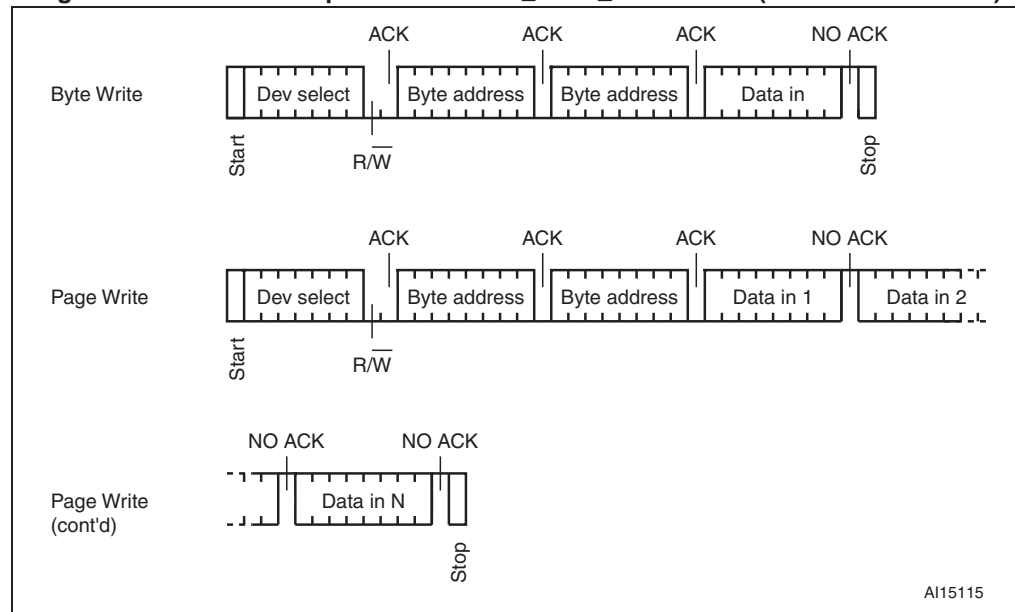 ACK ACK ACK NO ACK
Byte Write Dev select Byte address Byte address Data in
Start R/W Stop
ACK ACK ACK NO ACK
Page Write Dev select Byte address Byte address Data in 1 Data in 2
Start R/W
NO ACK NO ACK
Page Write
(cont'd)
Data in N
Stop
AI15115